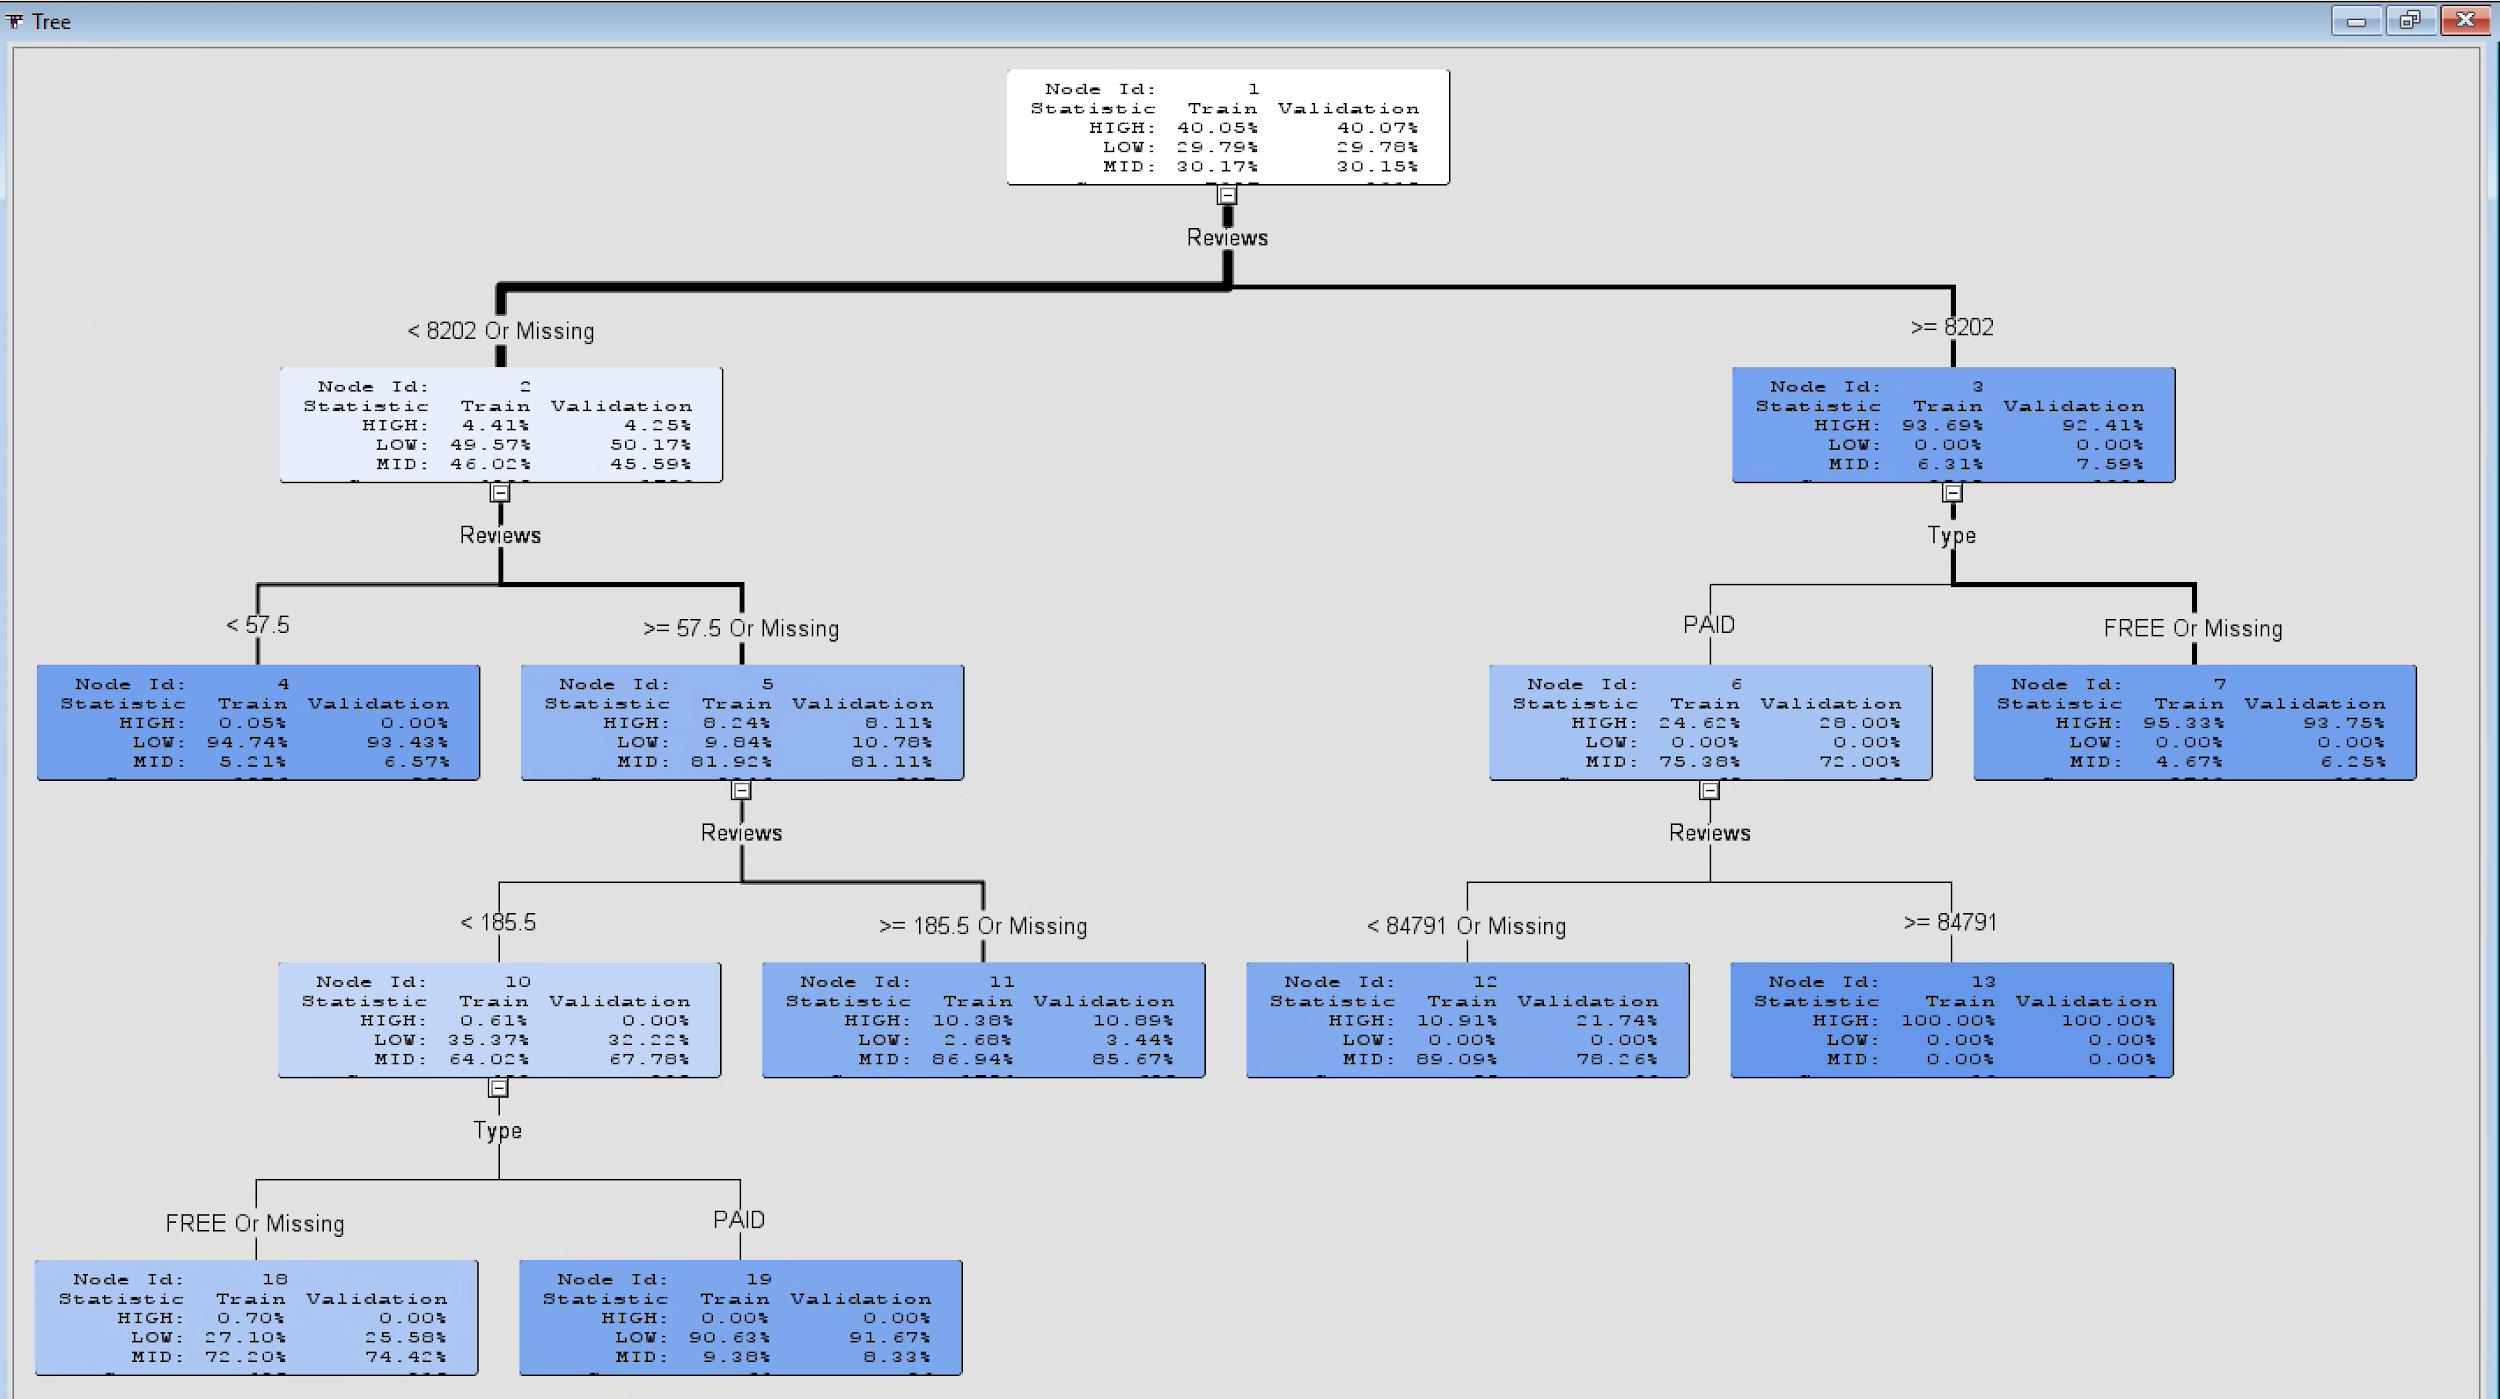 Tree
Node Id: 1
Statistic Train Validation
HIGH: 40.05% 40.07%
LOW: 29.79% 29.78%
MID: 30.17% 30.15%
Reviews
< 8202 Or Missing
>= 8202
Node Id: 2
Statistic Train Validation
HIGH: 4.41% 4.25%
LOW: 49.57% 50.17%
MID: 46.02% 45.59%
Node Id: 3
Statistic Train Validation
HIGH: 93.69% 92.41%
LOW: 0.00% 0.00%
MID: 6.31% 7.59%
Reviews
Type
< 57.5
>= 57.5 Or Missing
PAID
FREE Or Missing
Node Id: 4
Statistic Train Validation
HIGH: 0.05% 0.00%
LOW: 94.74% 93.43%
MID: 5.21% 6.57%
Node Id: 5
Statistic Train Validation
HIGH: 8.24% 8.11%
LOW: 9.84% 10.78%
MID: 81.92% 81.11%
Node Id: 6
Statistic Train Validation
HIGH: 24.62% 28.00%
LOW: 0.00% 0.00%
MID: 75.38% 72.00%
Node Id: 7
Statistic Train Validation
HIGH: 95.33% 93.75%
LOW: 0.00% 0.00%
MID: 4.67% 6.25%
Reviews
Reviews
< 185.5
>= 185.5 Or Missing
< 84791 Or Missing
>= 84791
Node Id: 10
Statistic Train Validation
HIGH: 0.61% 0.00%
LOW: 35.37% 32.22%
MID: 64.02% 67.78%
Node Id: 11
Statistic Train Validation
HIGH: 10.38% 10.89%
LOW: 2.68% 3.44%
MID: 86.94% 85.67%
Node Id: 12
Statistic Train Validation
HIGH: 10.91% 21.74%
LOW: 0.00% 0.00%
MID: 89.09% 78.26%
Node Id: 13
Statistic Train Validation
HIGH: 100.00% 100.00%
LOW: 0.00% 0.00%
MID: 0.00% 0.00%
Type
FREE Or Missing
PAID
Node Id: 18
Statistic Train Validation
HIGH: 0.70% 0.00%
LOW: 27.10% 25.58%
MID: 72.20% 74.42%
Node Id: 19
Statistic Train Validation
HIGH: 0.00% 0.00%
LOW: 90.63% 91.67%
MID: 9.38% 8.33%